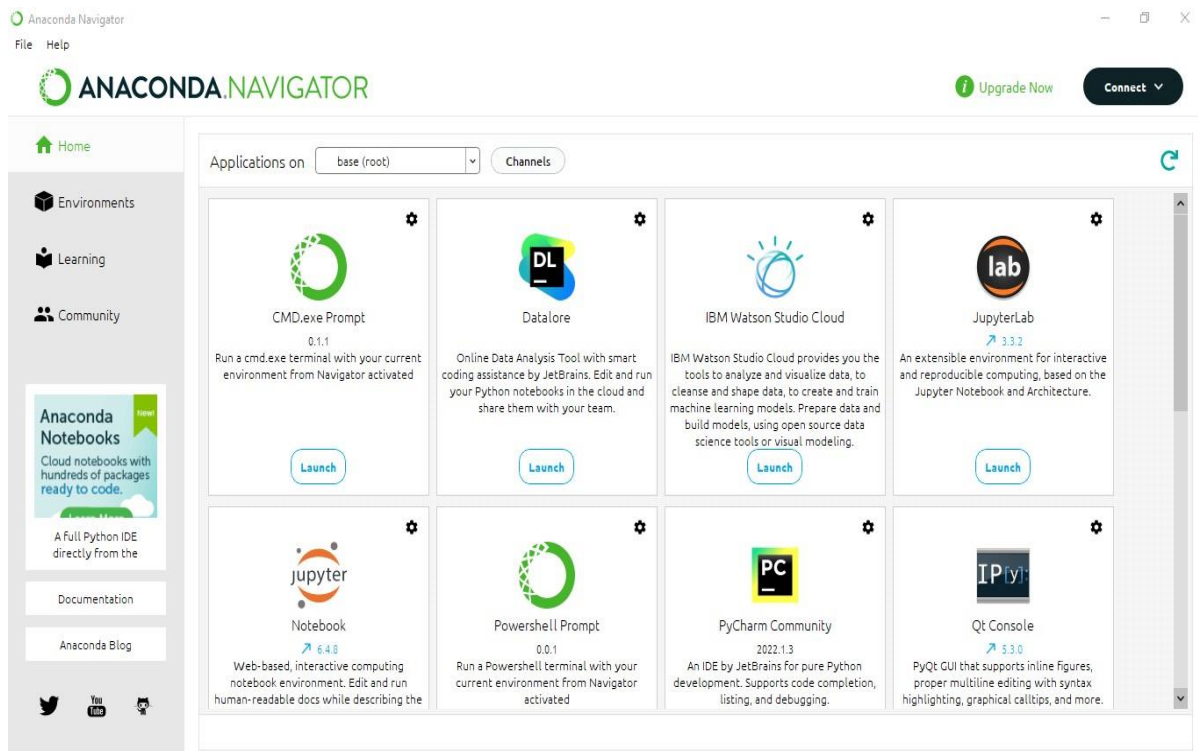 Anaconda Navigator
File Help
ANACONDA.NAVIGATOR
i Upgrade Now
Connect
Home
Environments
Learning
Community
Anaconda
Notebooks
New!
Cloud notebooks with
hundreds of packages
ready to code.
Learn More
A full Python IDE
directly from the
Documentation
Anaconda Blog
You
Tube
Applications on base (root) Channels
CMD.exe Prompt
0.1.1
Run a cmd.exe terminal with your current
environment from Navigator activated
Launch
DL
Datalore
Online Data Analysis Tool with smart
coding assistance by JetBrains. Edit and run
your Python notebooks in the cloud and
share them with your team.
Launch
IBM Watson Studio Cloud
IBM Watson Studio Cloud provides you the
tools to analyze and visualize data, to
cleanse and shape data, to create and train
machine learning models. Prepare data and
build models, using open source data
science tools or visual modeling.
Launch
lab
JupyterLab
3.3.2
An extensible environment for interactive
and reproducible computing, based on the
Jupyter Notebook and Architecture.
Launch
jupyter
Notebook
6.4.8
Web-based, interactive computing
notebook environment. Edit and run
human-readable docs while describing the
Powershell Prompt
0.0.1
Run a Powershell terminal with your
current environment from Navigator
activated
PC
PyCharm Community
2022.1.3
An IDE by JetBrains for pure Python
development. Supports code completion,
listing, and debugging.
IP[y]:
Qt Console
5.3.0
PyQt GUI that supports inline figures,
proper multiline editing with syntax
highlighting, graphical calltips, and more.